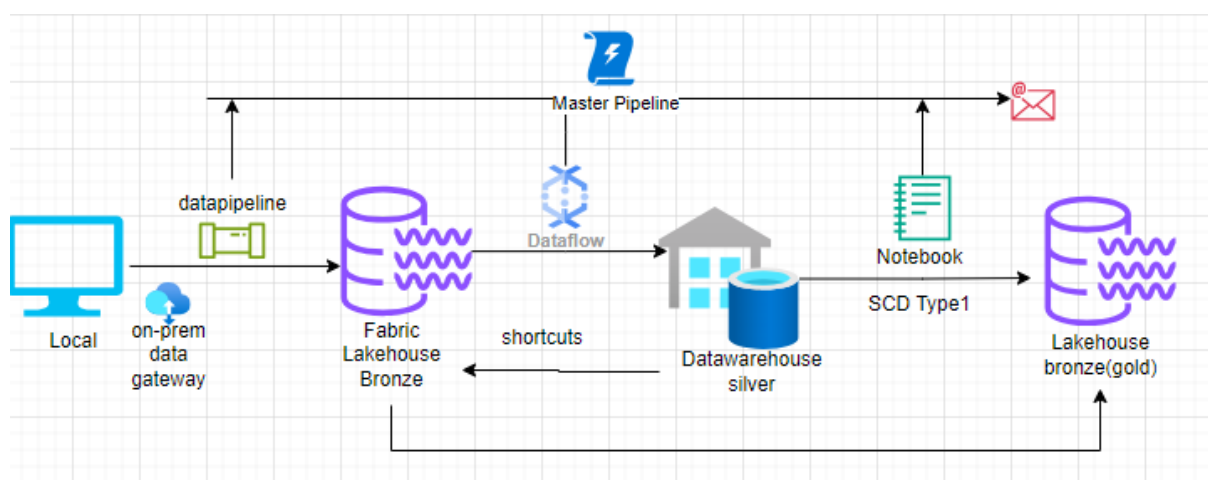 Master Pipeline
@
datapipeline
Dataflow
Notebook
Local
on-prem
data
gateway
Fabric
Lakehouse
Bronze
shortcuts
Datawarehouse
silver
SCD Type1
Lakehouse
bronze(gold)